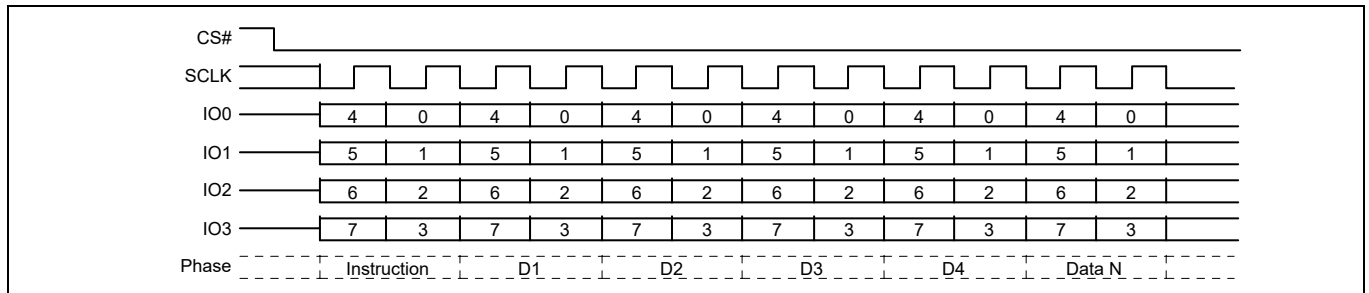 CS#
SCLK
IO0 4 0 4 0 4 0 4 0 4 0 4 0
IO1 5 1 5 1 5 1 5 1 5 1 5 1
IO2 6 2 6 2 6 2 6 2 6 2 6 2
IO3 7 3 7 3 7 3 7 3 7 3 7 3
Phase Instruction D1 D2 D3 D4 Data N